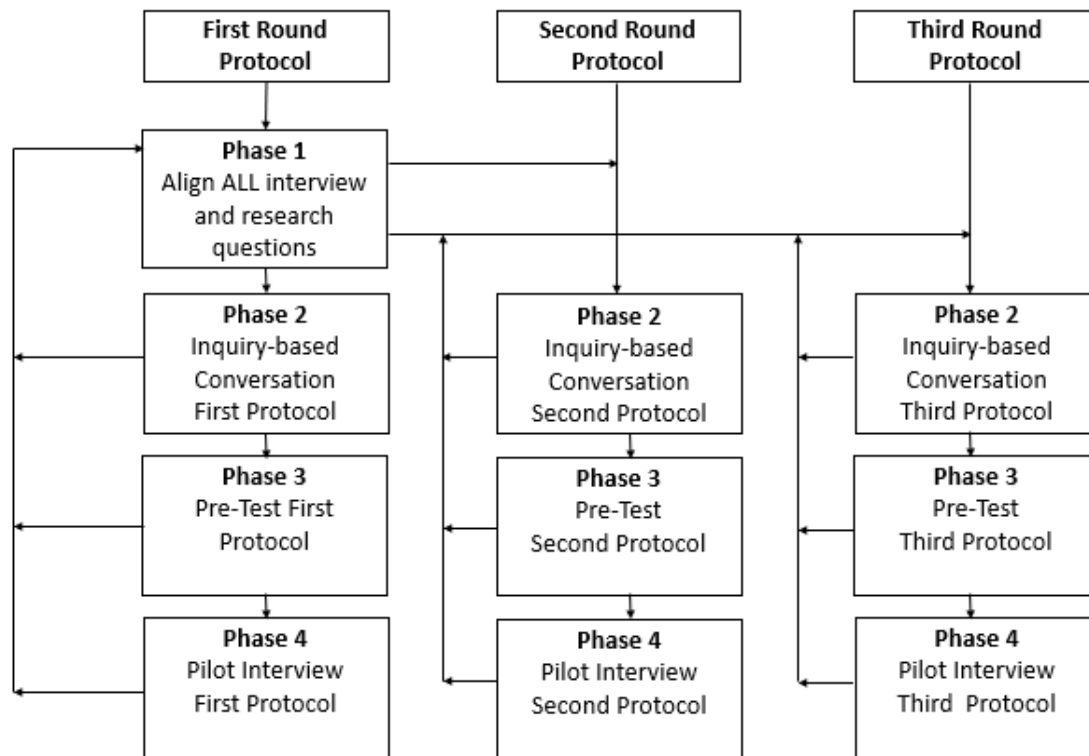 First Round
Protocol
Second Round
Protocol
Third Round
Protocol
Phase 1
Align ALL interview
and research
questions
Phase 2
Inquiry-based
Conversation
First Protocol
Phase 2
Inquiry-based
Conversation
Second Protocol
Phase 2
Inquiry-based
Conversation
Third Protocol
Phase 3
Pre-Test First
Protocol
Phase 3
Pre-Test
Second Protocol
Phase 3
Pre-Test
Third Protocol
Phase 4
Pilot Interview
First Protocol
Phase 4
Pilot Interview
Second Protocol
Phase 4
Pilot Interview
Third Protocol